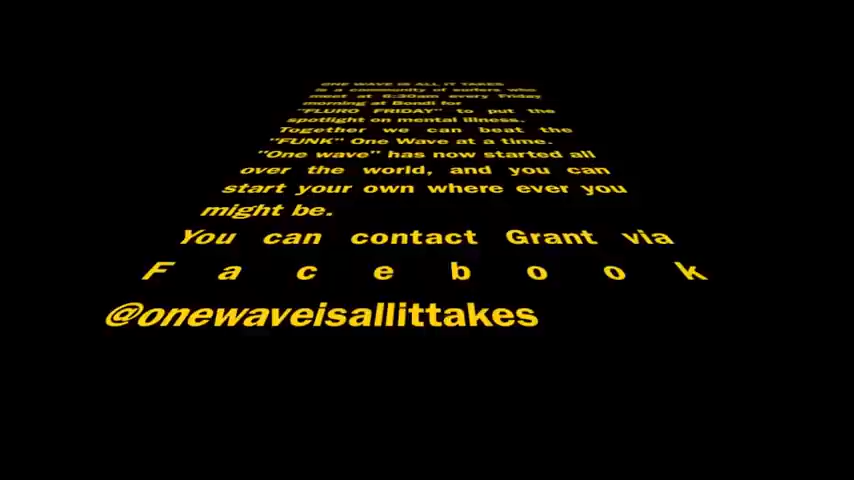 ONE WAVE IS ALL IT TAKES
is a community of surfers who
meet at 6:30am every Friday
morning at Bondi for
"FLURO FRIDAY" to put the
spotlight on mental illness.
Together we can beat the
"FUNK" One Wave at a time.
"One wave" has now started all
over the world, and you can
start your own where ever you
might be.
You can contact Grant via
Facebook
@onewaveisallittakes